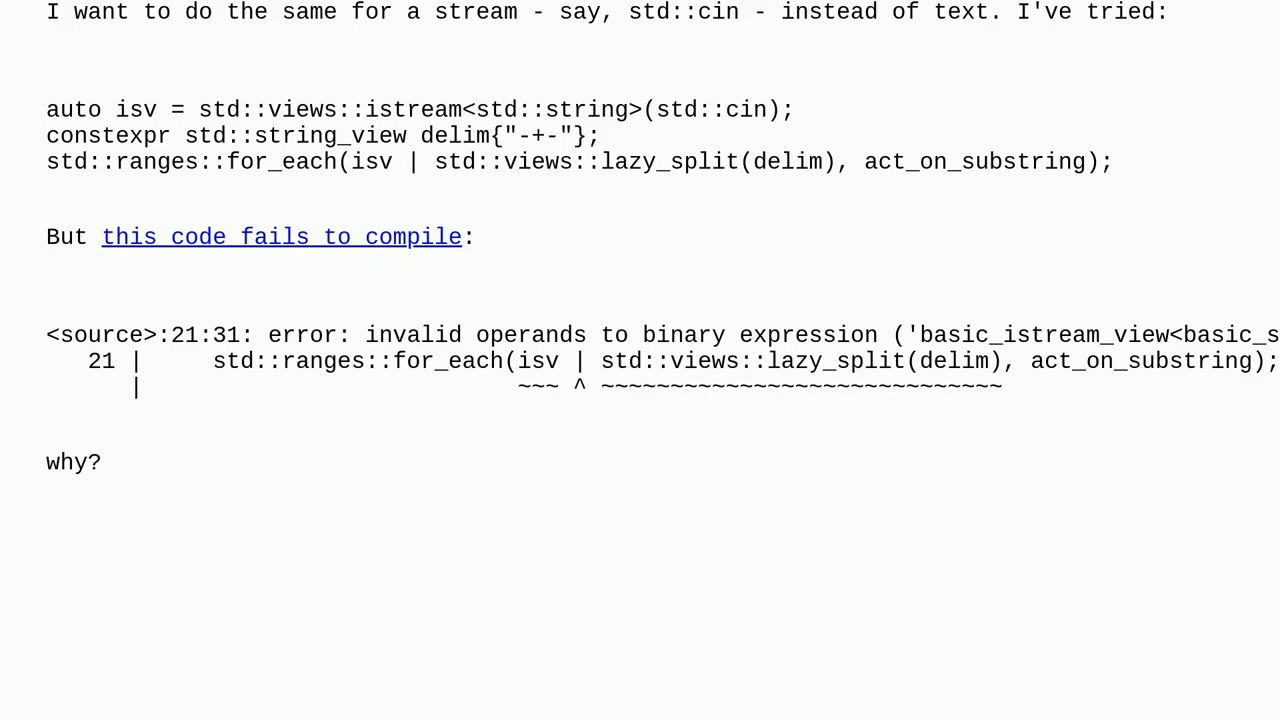 I want to do the same for a stream - say, std::cin - instead of text. I've tried:
auto isv = std::views::istream<std::string>(std::cin);
constexpr std::string_view delim{"-+-"};
std::ranges::for_each(isv | std::views::lazy_split(delim), act_on_substring);
But this code fails to compile:
<source>:21:31: error: invalid operands to binary expression ('basic_istream_view<basic_s
   21 |     std::ranges::for_each(isv | std::views::lazy_split(delim), act_on_substring);
      |                           ~~~ ^ ~~~~~~~~~~~~~~~~~~~~~~~~~~~~~
why?